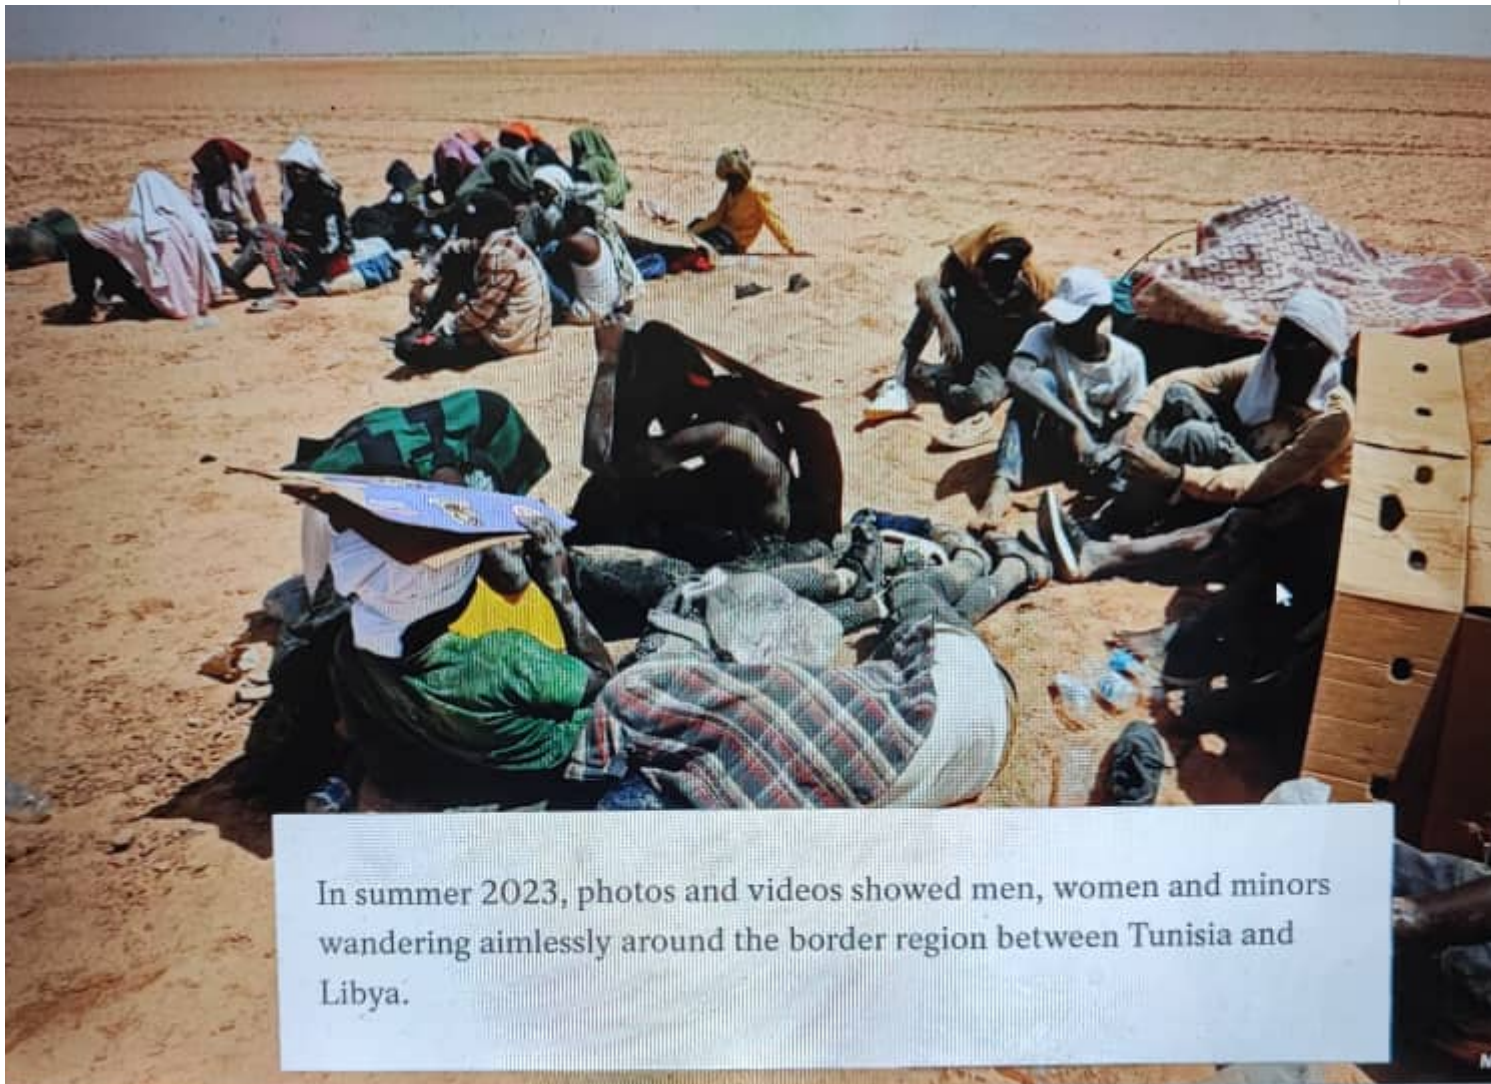 In summer 2023, photos and videos showed men, women and minors
wandering aimlessly around the border region between Tunisia and
Libya.